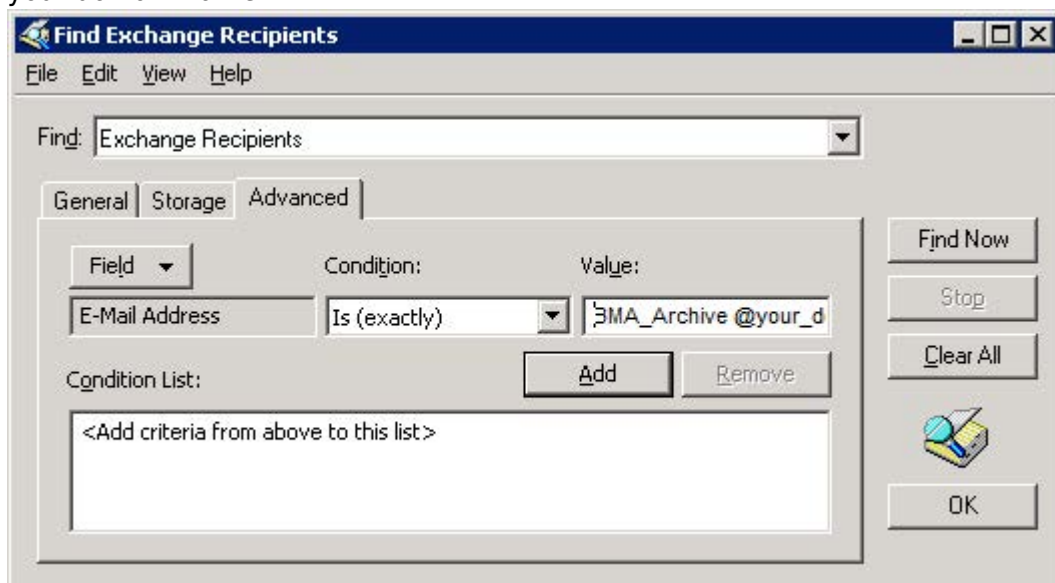 Find Exchange Recipients
File Edit View Help
Find: Exchange Recipients
General Storage Advanced
Find Now
Field Condition: Value:
Stop
E-Mail Address Is (exactly) BMA_Archive @your_d
Clear All
Add Remove
Condition List:
<Add criteria from above to this list>
OK